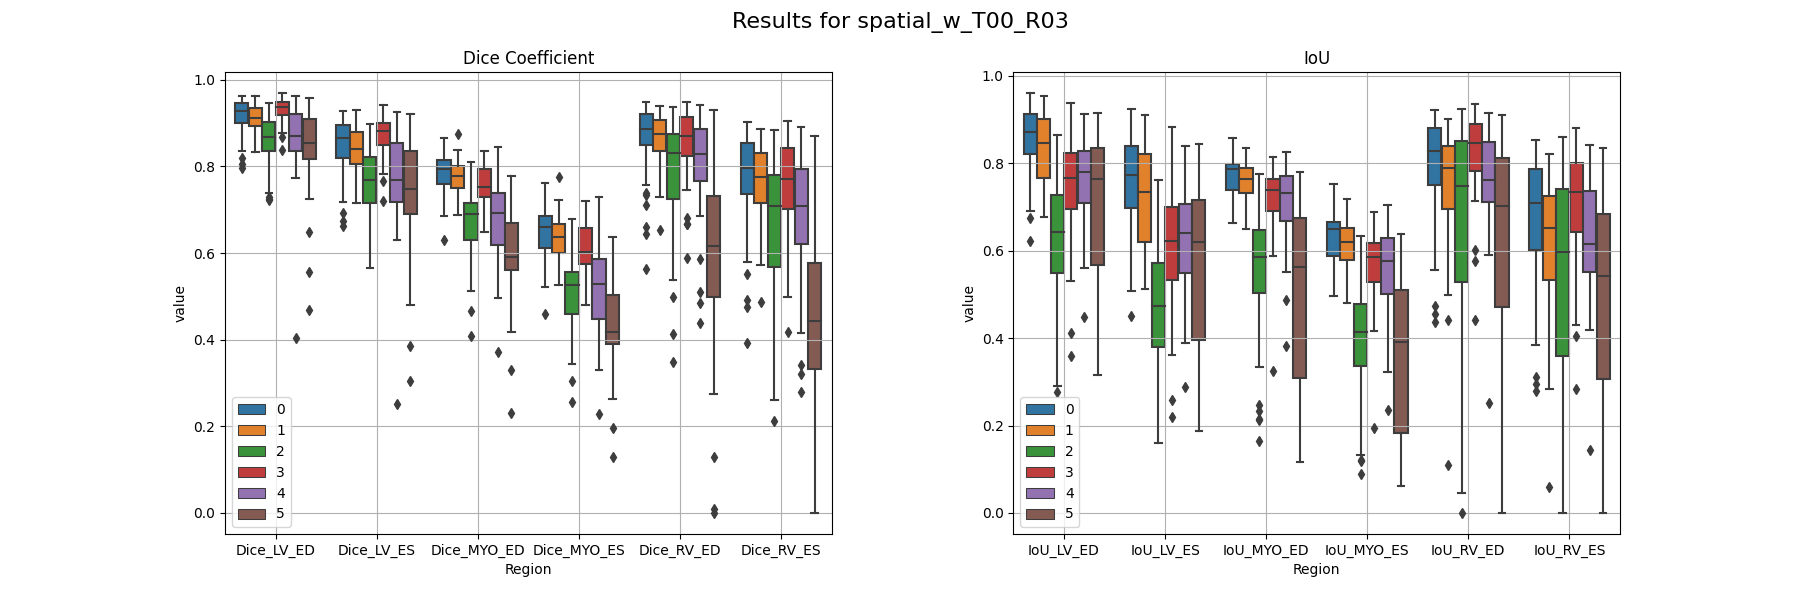 Results for spatial_w_T00_R03
Dice Coefficient
value
1.0
0.8
0.6
0.4
0.2
0.0
0
1
2
3
4
5
Dice_LV_ED Dice_LV_ES Dice_MYO_ED Dice_MYO_ES Dice_RV_ED Dice_RV_ES
Region
IoU
value
1.0
0.8
0.6
0.4
0.2
0.0
0
1
2
3
4
5
IoU_LV_ED IoU_LV_ES IoU_MYO_ED IoU_MYO_ES IoU_RV_ED IoU_RV_ES
Region